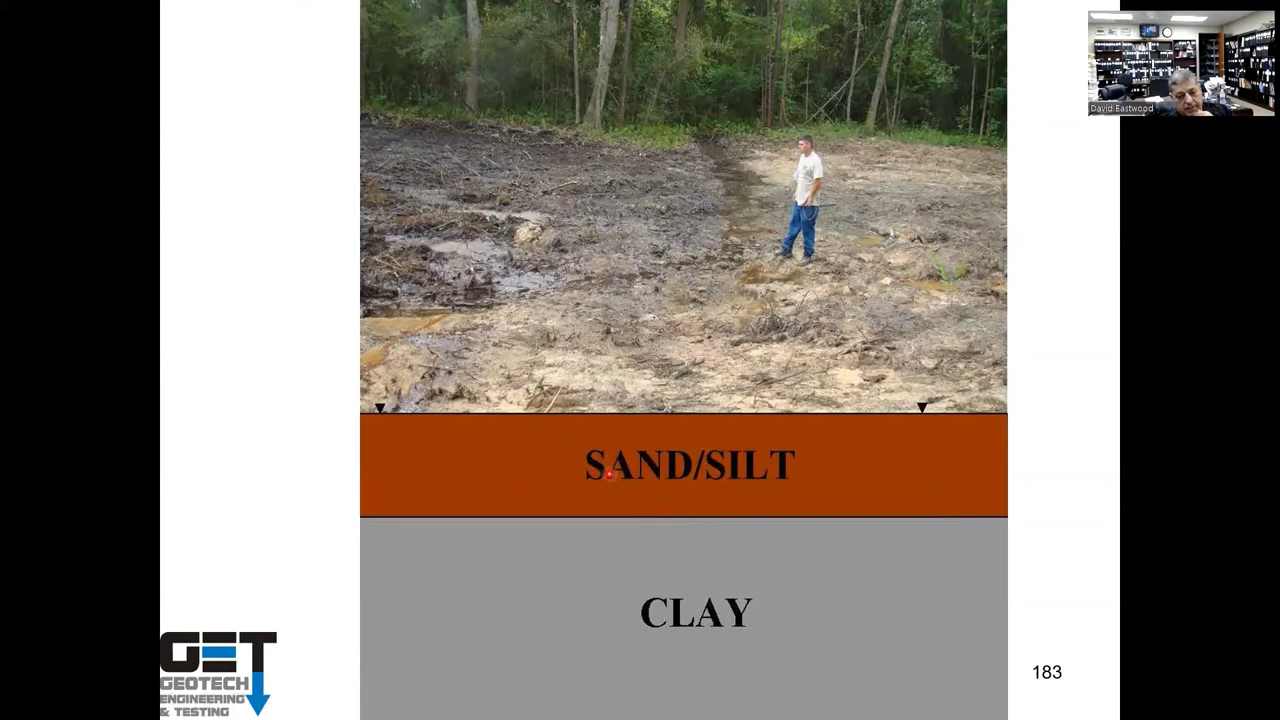 David Eastwood
SAND/SILT
CLAY
GET
GEOTECH
ENGINEERING
& TESTING
183